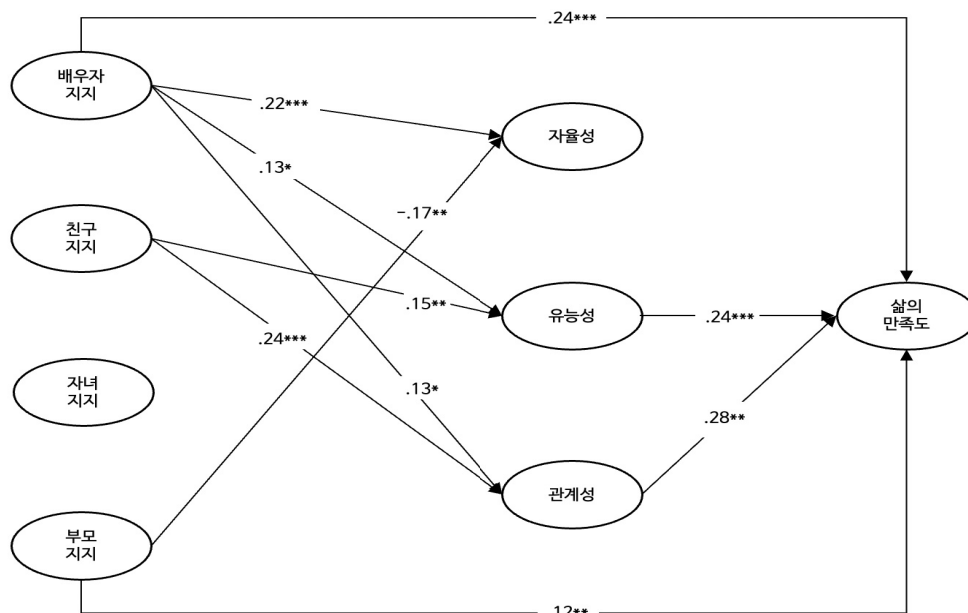 .24***
배우자
지지
.22***
자율성
.13*
-.17**
친구
지지
.15**
유능성
.24***
삶의
만족도
.24***
자녀
지지
.13*
.28**
관계성
부모
지지
.12**